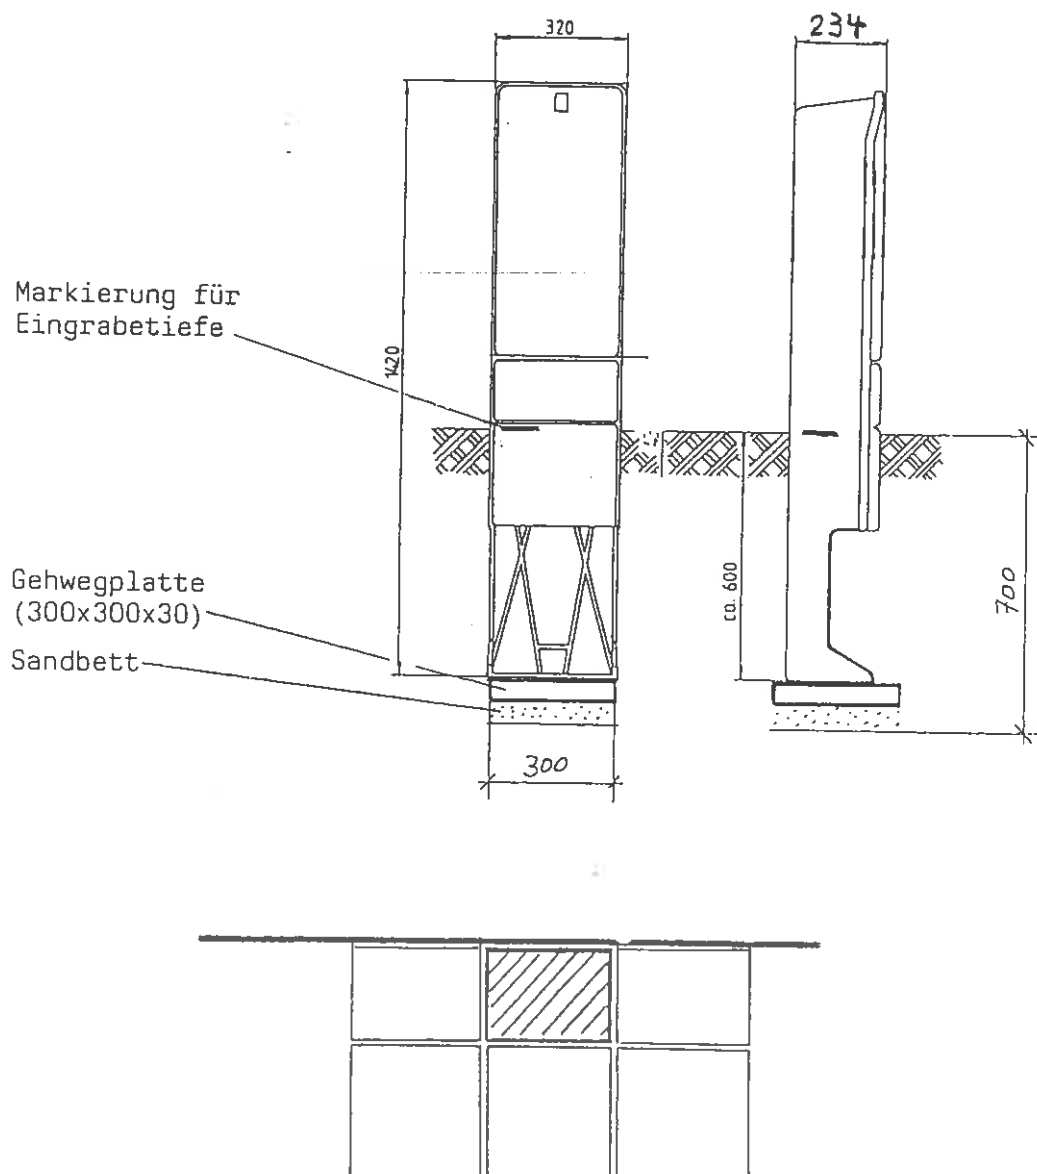 320
234
Markierung für
Eingrabetiefe
1420
ca. 600
700
Gehwegplatte
(300x300x30)
Sandbett
300